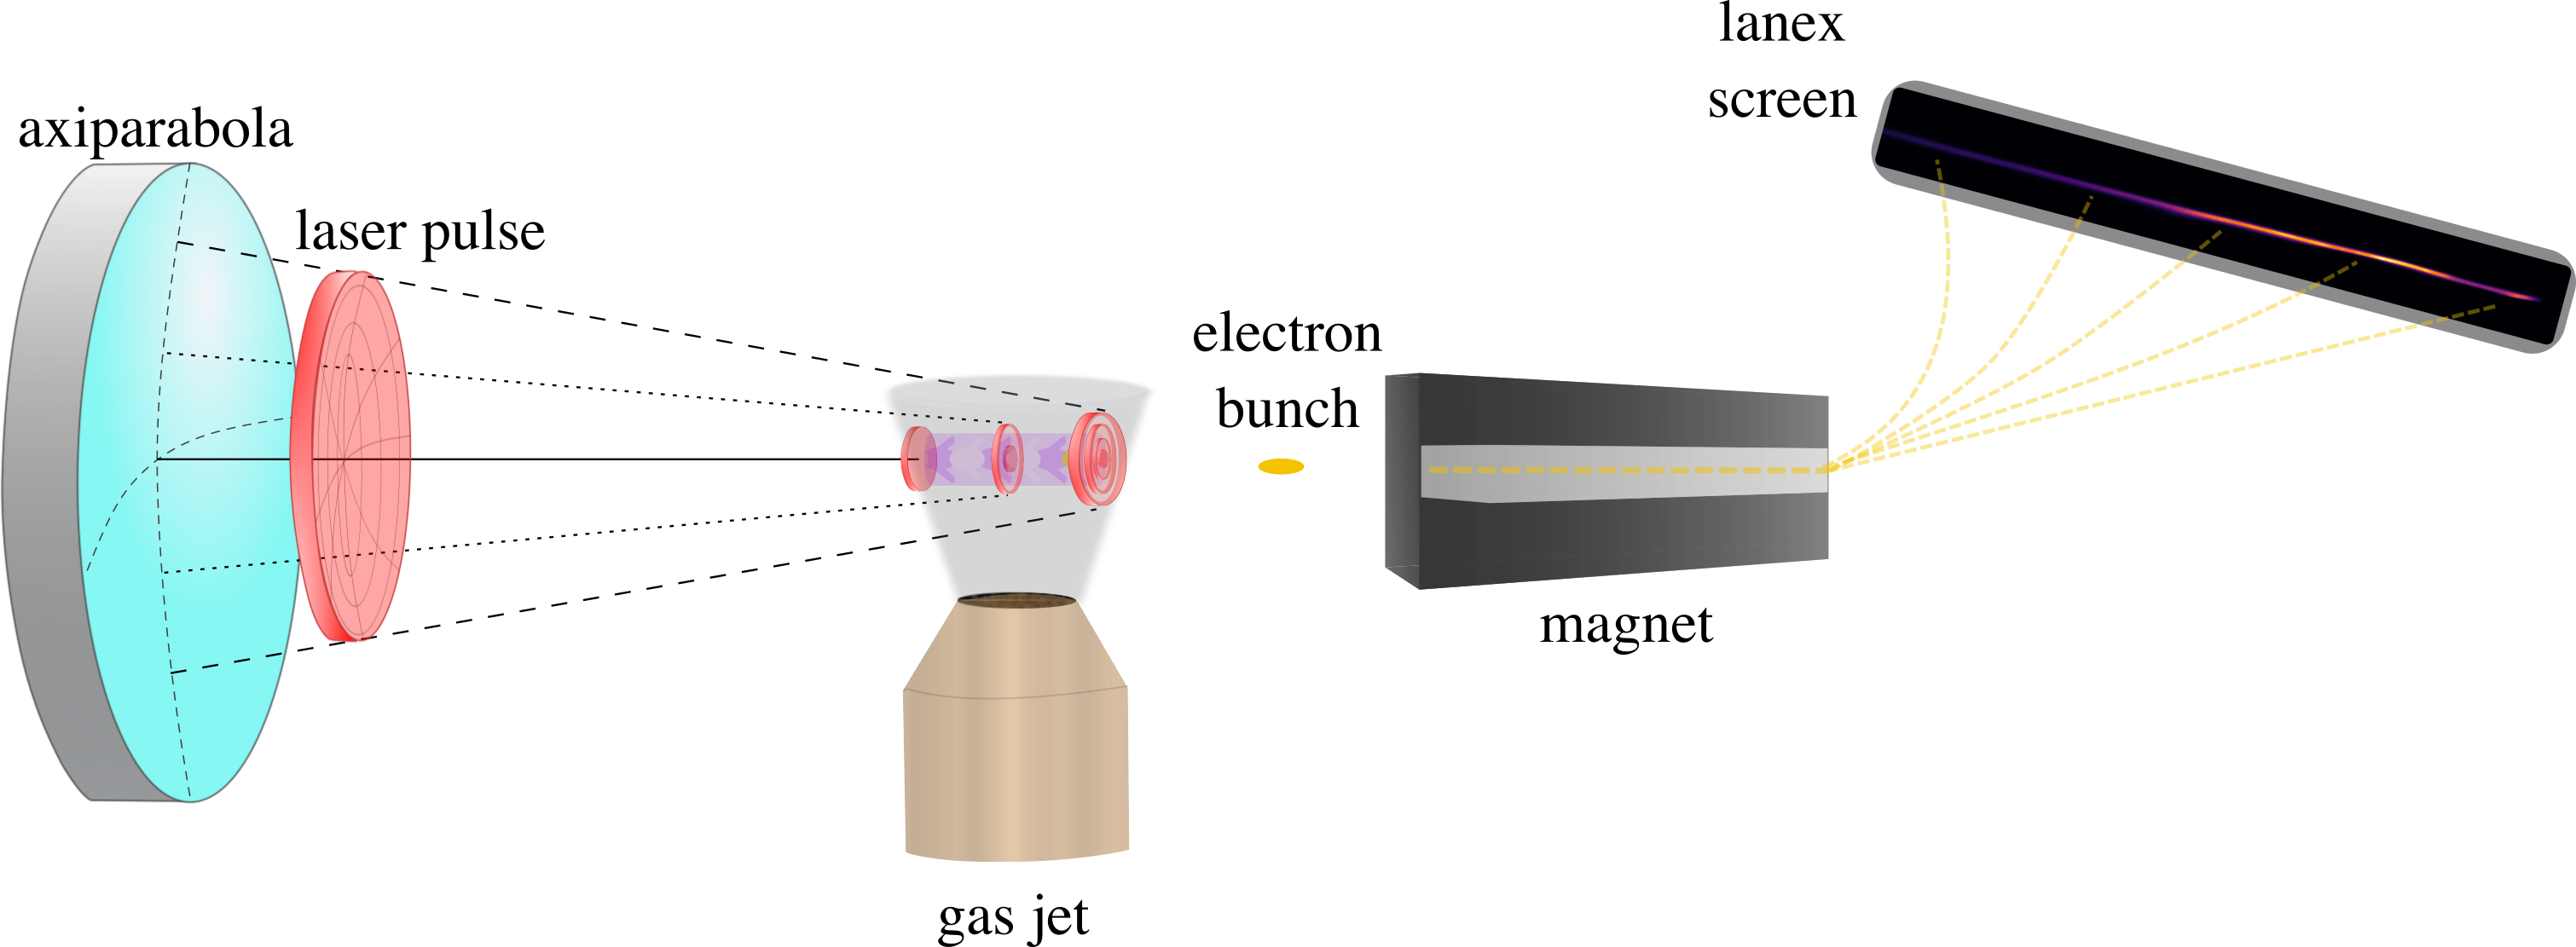 axiparabola
laser pulse
gas jet
electron
bunch
magnet
lanex
screen